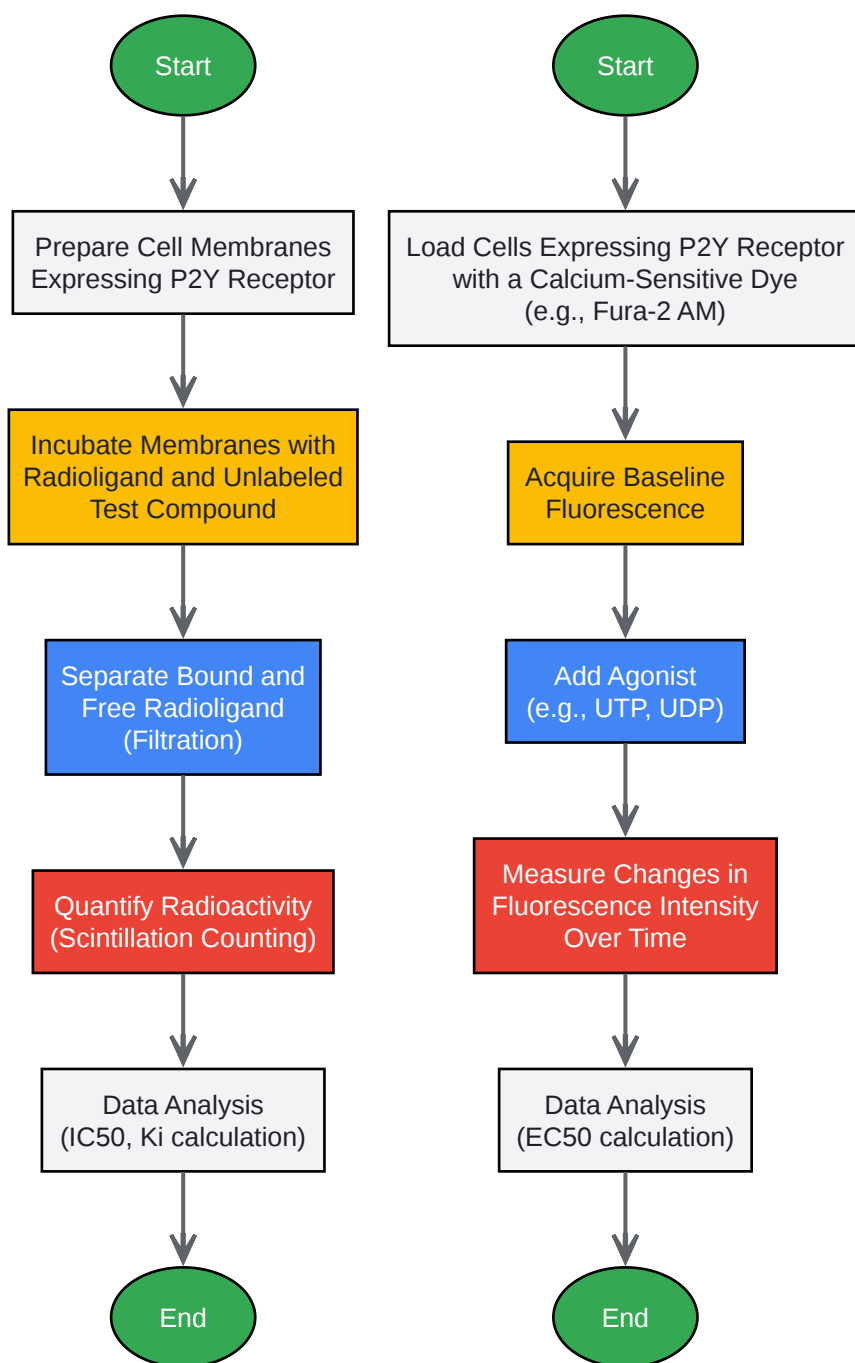 Start
Prepare Cell Membranes
Expressing P2Y Receptor
Incubate Membranes with
Radioligand and Unlabeled
Test Compound
Separate Bound and
Free Radioligand
(Filtration)
Quantify Radioactivity
(Scintillation Counting)
Data Analysis
(IC50, Ki calculation)
End
Start
Load Cells Expressing P2Y Receptor
with a Calcium-Sensitive Dye
(e.g., Fura-2 AM)
Acquire Baseline
Fluorescence
Add Agonist
(e.g., UTP, UDP)
Measure Changes in
Fluorescence Intensity
Over Time
Data Analysis
(EC50 calculation)
End